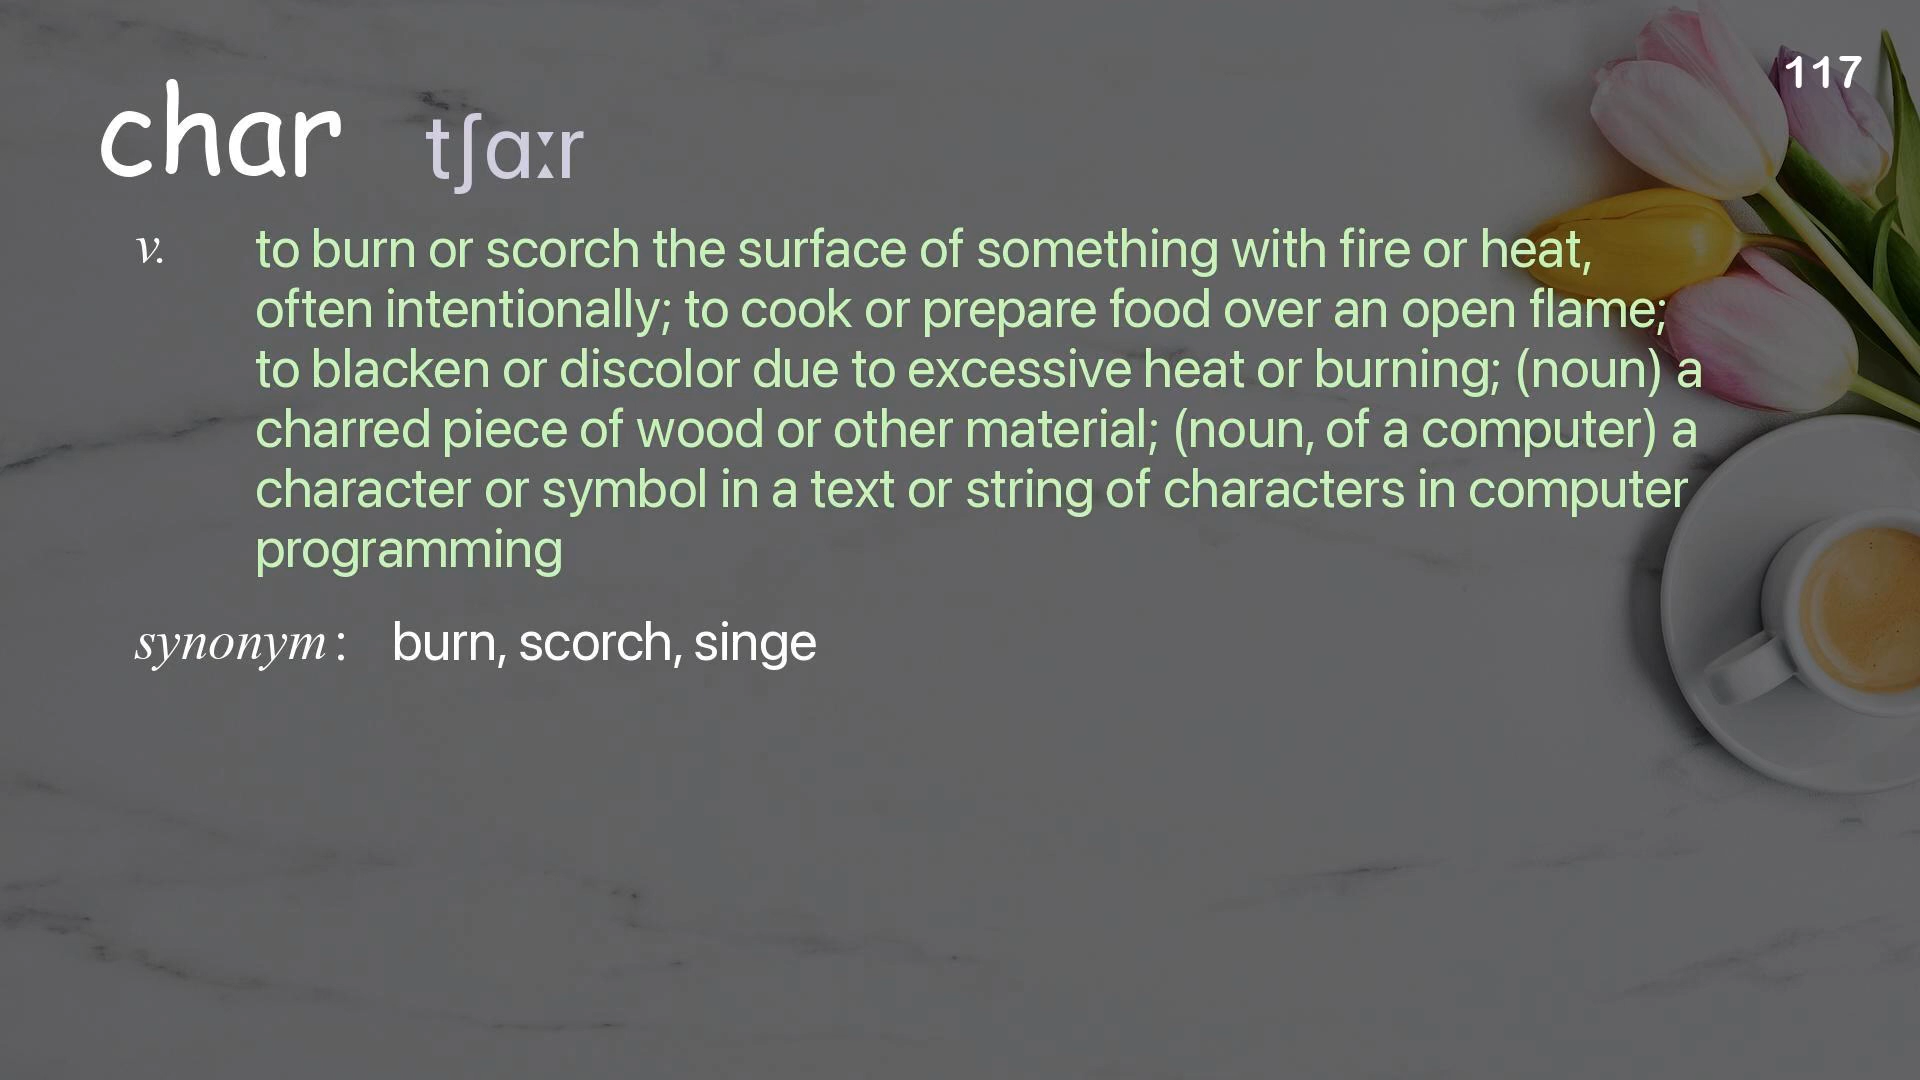 117
char tʃɑːr
v. to burn or scorch the surface of something with fire or heat,
often intentionally; to cook or prepare food over an open flame;
to blacken or discolor due to excessive heat or burning; (noun) a
charred piece of wood or other material; (noun, of a computer) a
character or symbol in a text or string of characters in computer
programming
synonym: burn, scorch, singe